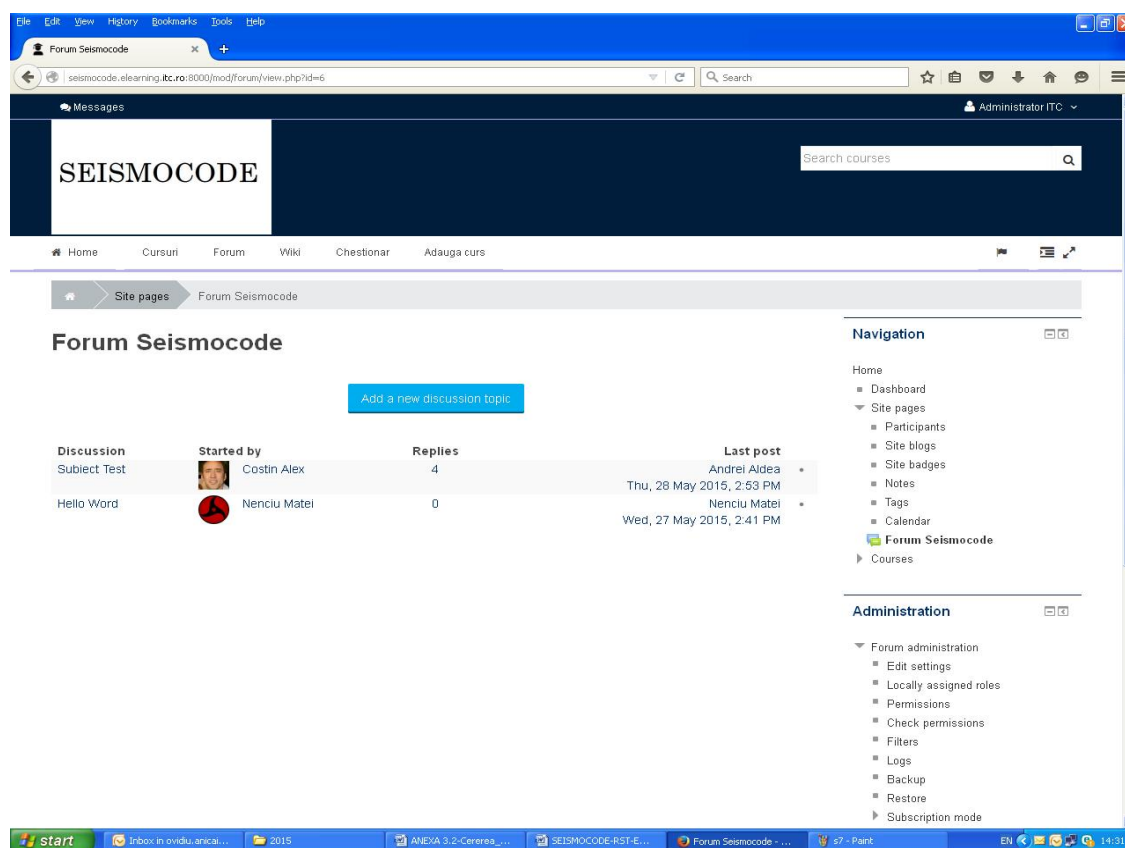 File Edit View History Bookmarks Tools Help
Forum Seismocode
seismocode.elearning.itc.ro:8000/mod/forum/view.php?id=6
Search
Messages
Administrator ITC
SEISMOCODE
Search courses
Home Cursuri Forum Wiki Chestionar Adauga curs
Site pages Forum Seismocode
Forum Seismocode
Add a new discussion topic
Discussion Started by Replies Last post
Subiect Test Costin Alex 4 Andrei Aldea
Thu, 28 May 2015, 2:53 PM
Hello Word Nenciu Matei 0 Nenciu Matei
Wed, 27 May 2015, 2:41 PM
Navigation
Home
Dashboard
Site pages
Participants
Site blogs
Site badges
Notes
Tags
Calendar
Forum Seismocode
Courses
Administration
Forum administration
Edit settings
Locally assigned roles
Permissions
Check permissions
Filters
Logs
Backup
Restore
Subscription mode
start Inbox in ovidiu.anicai... 2015 ANEXA 3.2-Cererea_... SEISMOCODE-RST-E... Forum Seismocode - ... s7 - Paint EN 14:31